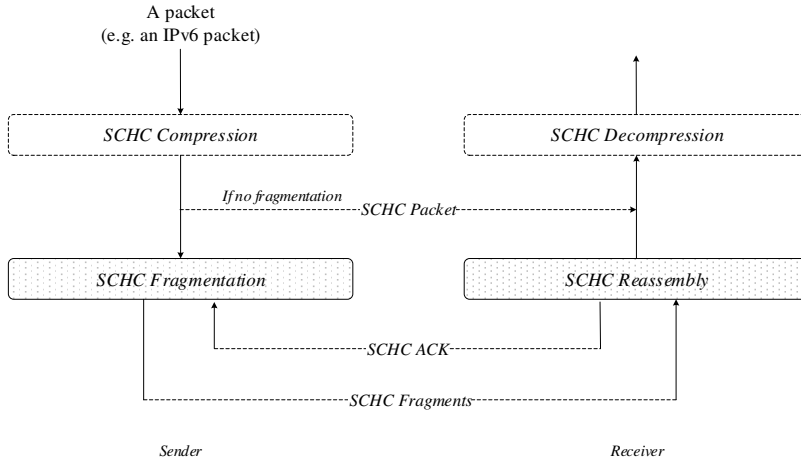 A packet
(e.g. an IPv6 packet)
SCHC Compression
SCHC Decompression
If no fragmentation
SCHC Packet
SCHC Fragmentation
SCHC Reassembly
SCHC ACK
SCHC Fragments
Sender
Receiver